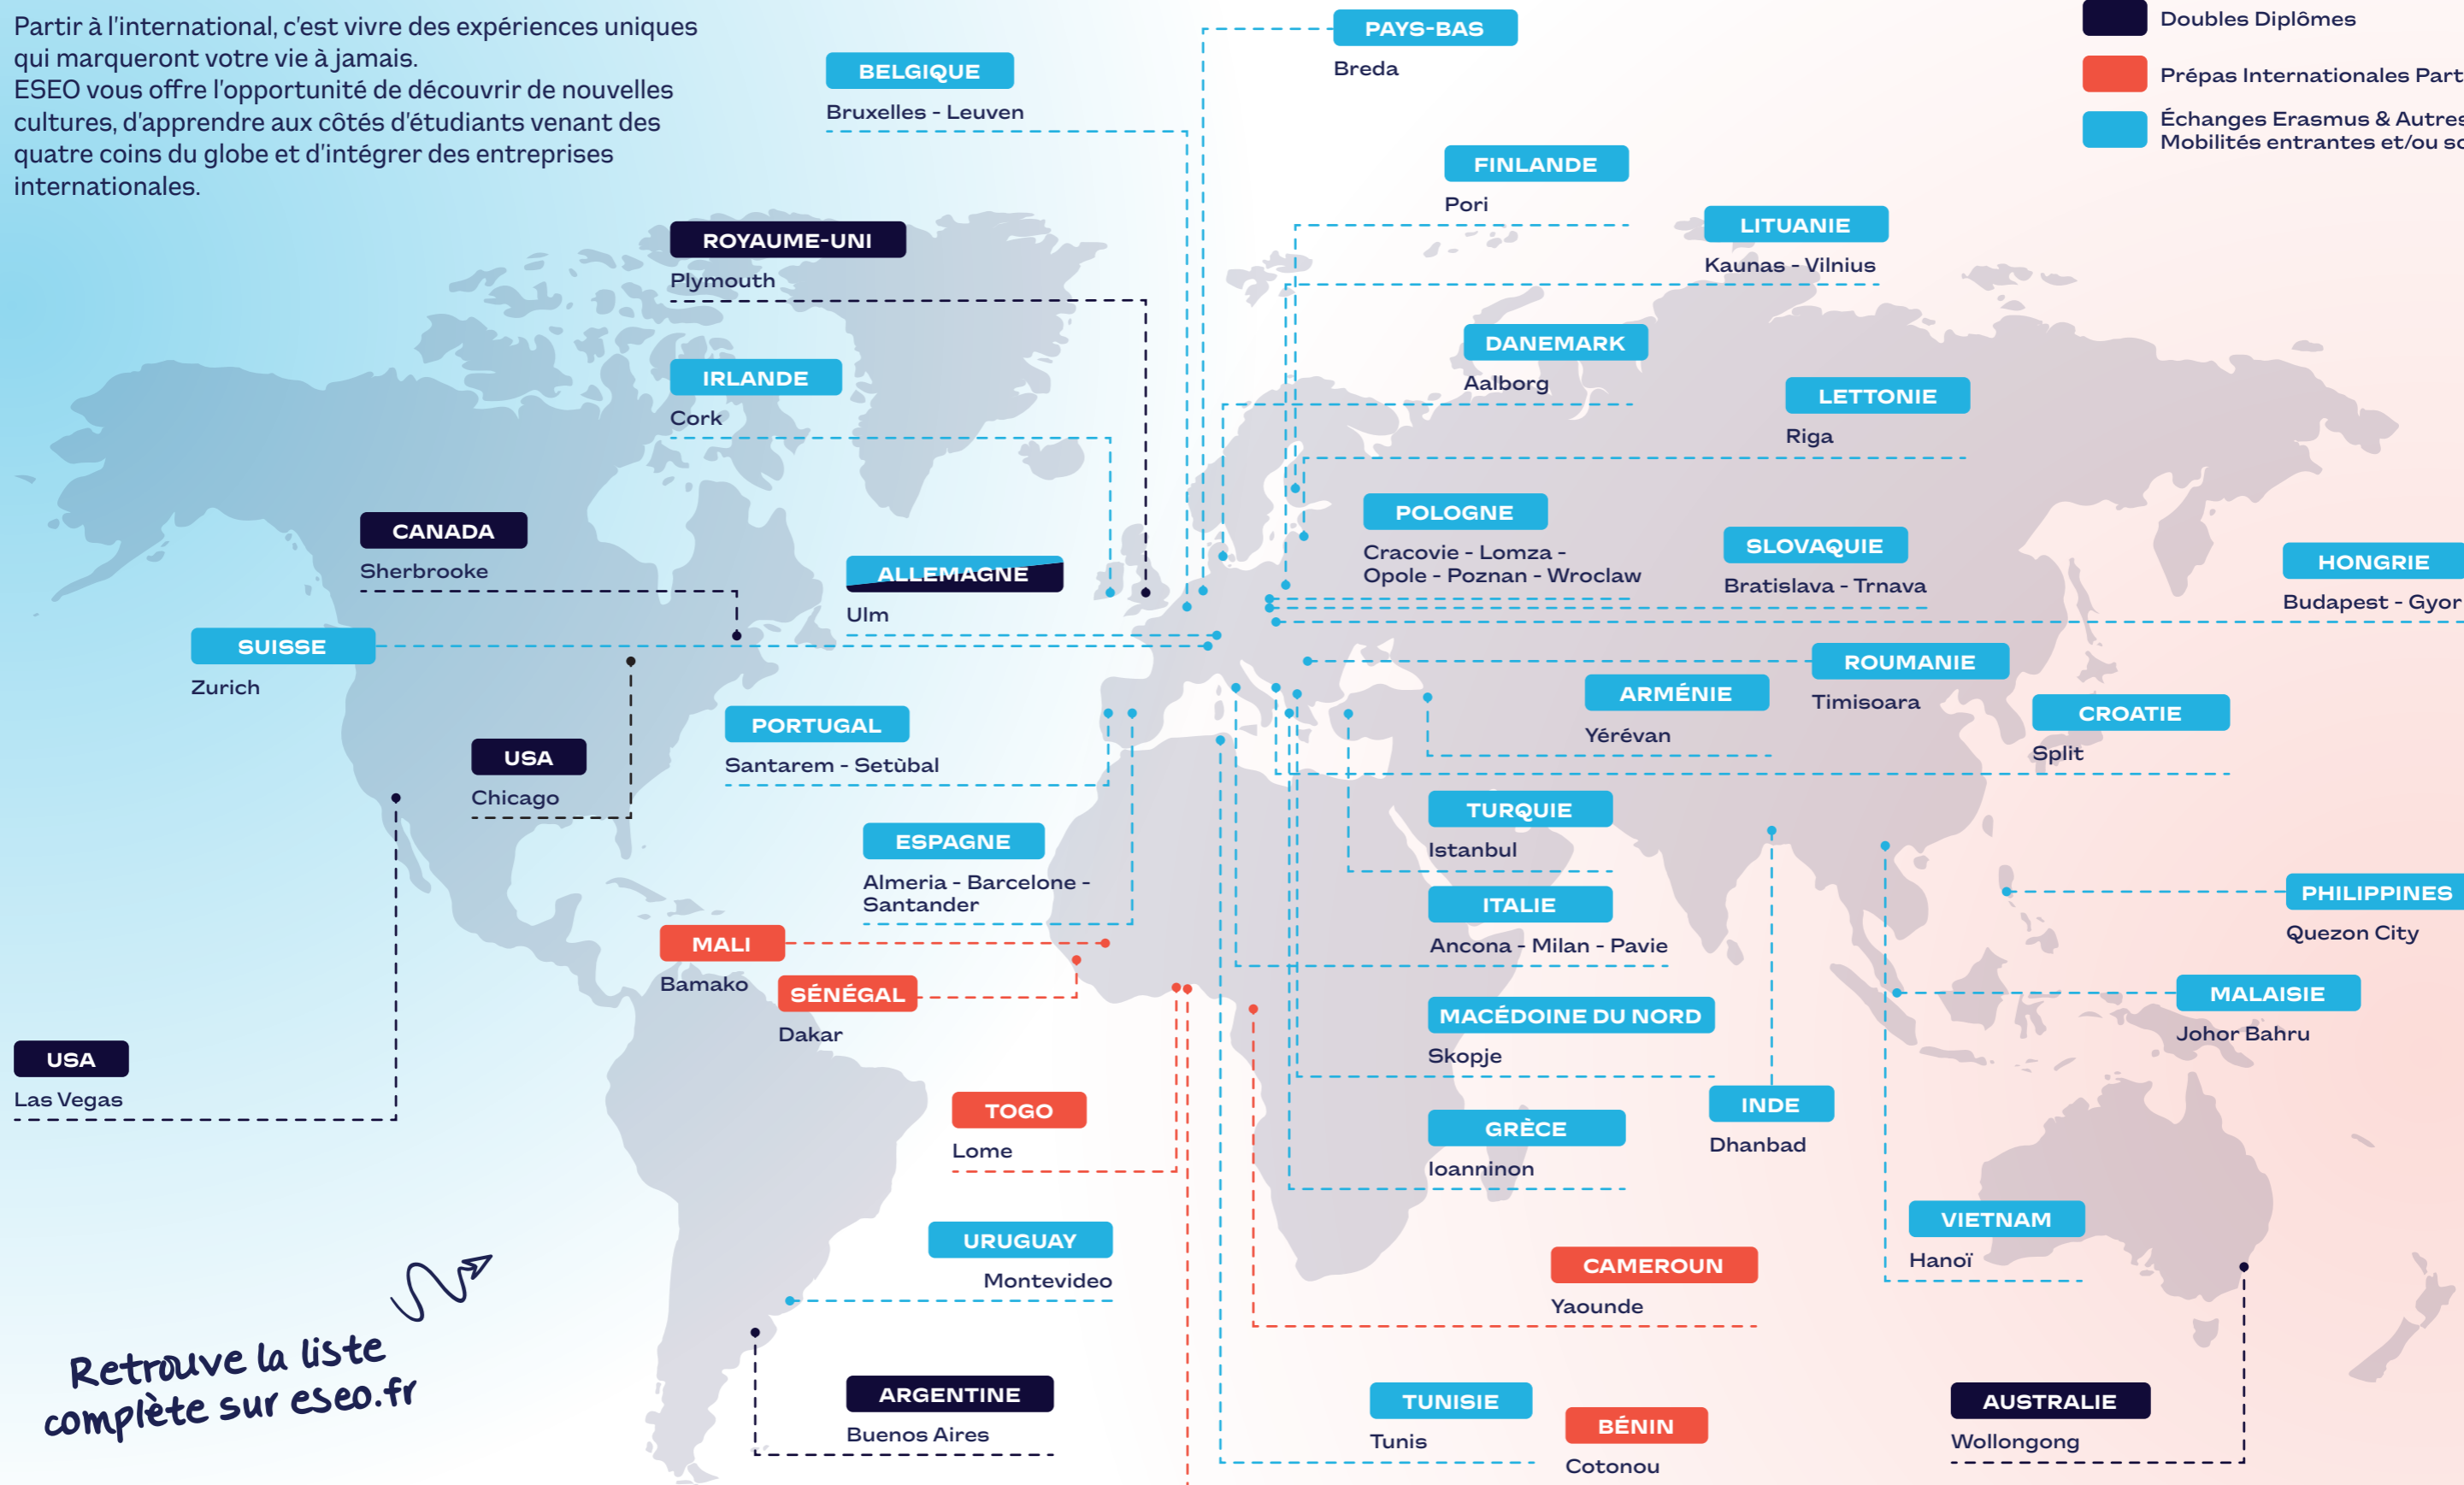 Partir à l'international, c'est vivre des expériences uniques
qui marqueront votre vie à jamais.
ESEO vous offre l'opportunité de découvrir de nouvelles
cultures, d'apprendre aux côtés d'étudiants venant des
quatre coins du globe et d'intégrer des entreprises
internationales.
Doubles Diplômes
Prépas Internationales Part
Échanges Erasmus & Autres
Mobilités entrantes et/ou so
PAYS-BAS
Breda
BELGIQUE
Bruxelles - Leuven
FINLANDE
Pori
LITUANIE
Kaunas - Vilnius
ROYAUME-UNI
Plymouth
DANEMARK
Aalborg
IRLANDE
Cork
LETTONIE
Riga
CANADA
Sherbrooke
ALLEMAGNE
Ulm
POLOGNE
Cracovie - Lomza -
Opole - Poznan - Wroclaw
SLOVAQUIE
Bratislava - Trnava
HONGRIE
Budapest - Gyor
SUISSE
Zurich
ROUMANIE
Timisoara
ARMÉNIE
Yérévan
CROATIE
Split
PORTUGAL
Santarem - Setùbal
USA
Chicago
TURQUIE
Istanbul
ESPAGNE
Almeria - Barcelone -
Santander
ITALIE
Ancona - Milan - Pavie
PHILIPPINES
Quezon City
MALI
Bamako
SÉNÉGAL
Dakar
MALAISIE
Johor Bahru
MACÉDOINE DU NORD
Skopje
USA
Las Vegas
TOGO
Lome
INDE
Dhanbad
GRÈCE
Ioanninon
VIETNAM
Hanoï
URUGUAY
Montevideo
CAMEROUN
Yaounde
Retrouve la liste
complète sur eseo.fr
ARGENTINE
Buenos Aires
TUNISIE
Tunis
BÉNIN
Cotonou
AUSTRALIE
Wollongong